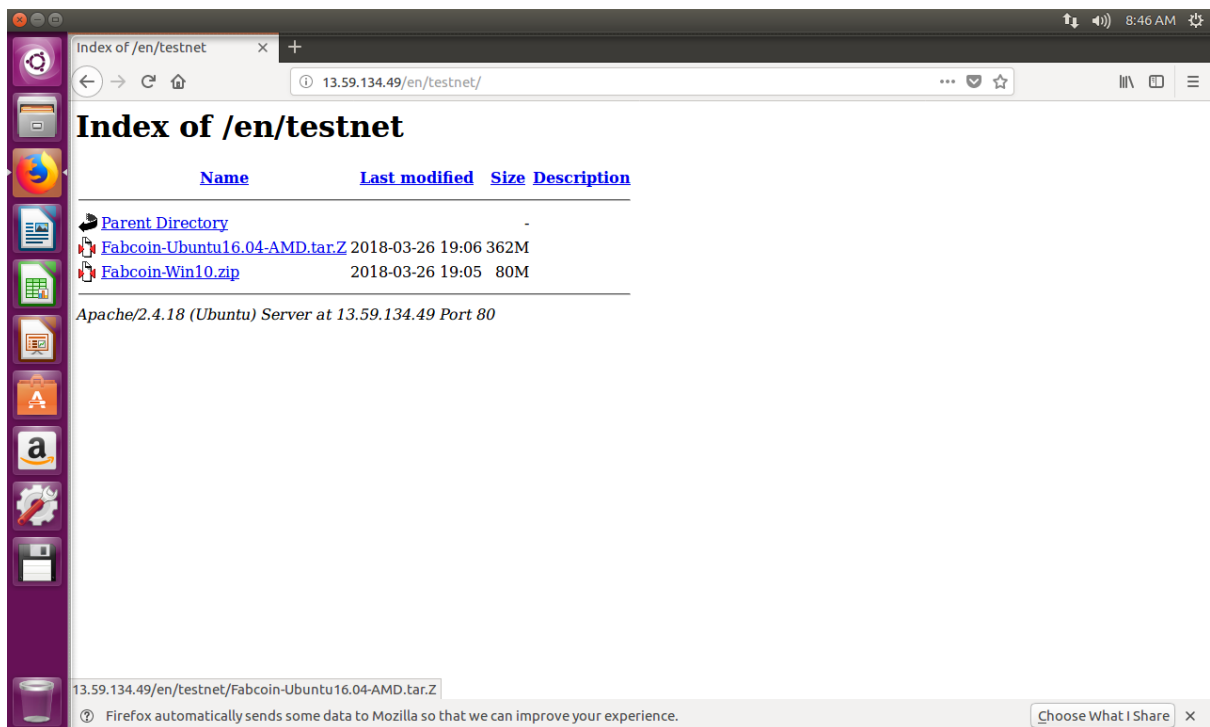 8:46 AM
Index of /en/testnet
13.59.134.49/en/testnet/
Index of /en/testnet
Name Last modified Size Description
Parent Directory -
Fabcoin-Ubuntu16.04-AMD.tar.Z 2018-03-26 19:06 362M
Fabcoin-Win10.zip 2018-03-26 19:05 80M
Apache/2.4.18 (Ubuntu) Server at 13.59.134.49 Port 80
13.59.134.49/en/testnet/Fabcoin-Ubuntu16.04-AMD.tar.Z
Firefox automatically sends some data to Mozilla so that we can improve your experience. Choose What I Share